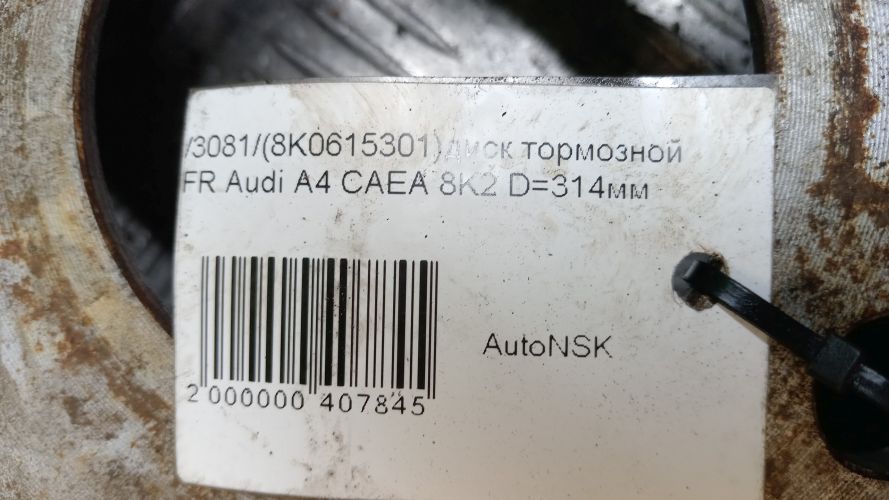 /3081/(8K0615301)/диск тормозной
FR Audi A4 CAEA 8K2 D=314мм
AutoNSK
2 000000 407845